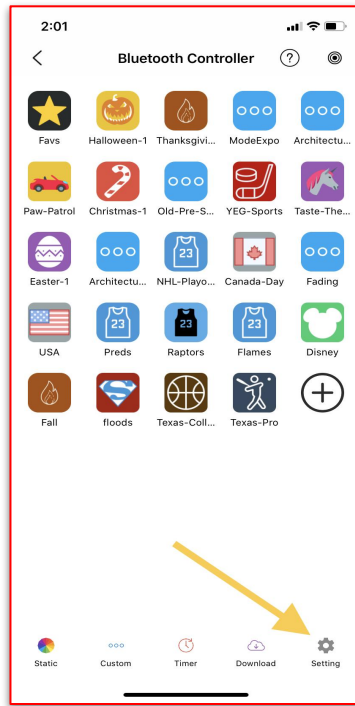 2:01
Bluetooth Controller ?
Favs Halloween-1 Thanksgivi... ModeExpo Architectu...
Paw-Patrol Christmas-1 Old-Pre-S... YEG-Sports Taste-The...
23
Easter-1 Architectu... NHL-Playo... Canada-Day Fading
23 23 23
USA Preds Raptors Flames Disney
S
Fall floods Texas-Coll... Texas-Pro
Static Custom Timer Download Setting